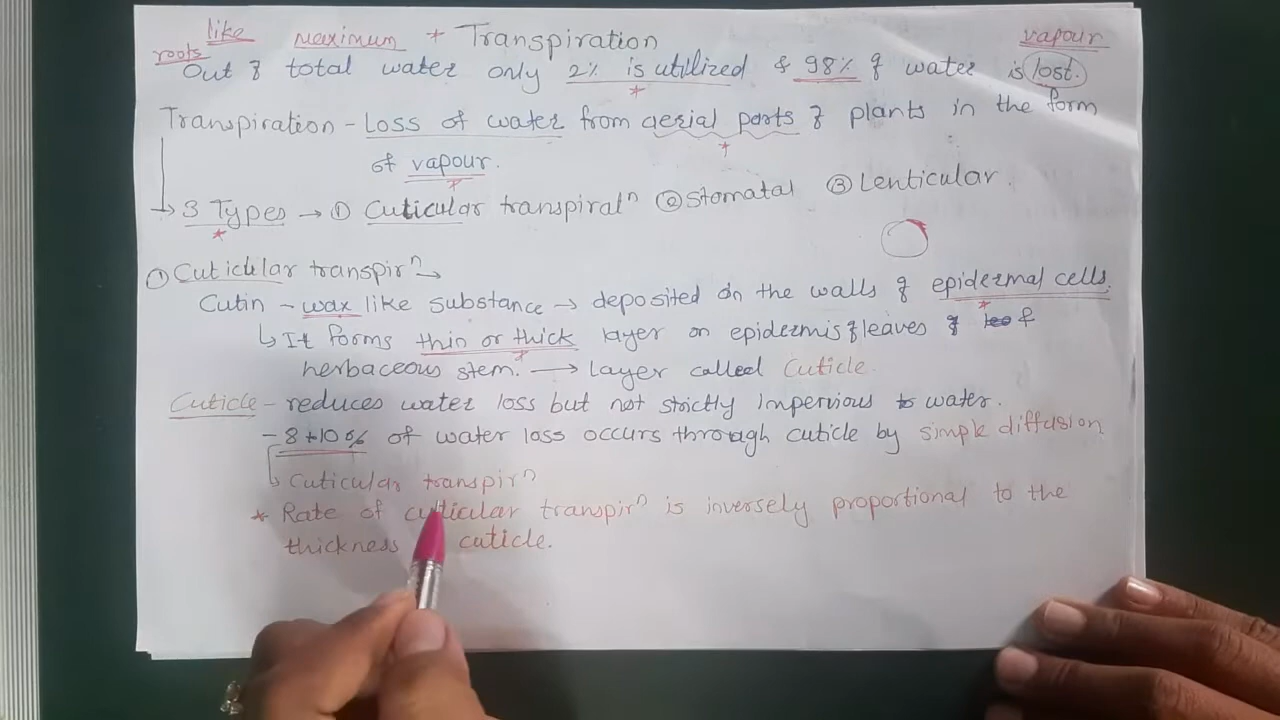 like maximum * Transpiration vapour
roots
Out of total water only 2% is utilized & 98% of water is lost.
Transpiration - Loss of water from aerial parts of plants in the form
of vapour.
→ 3 Types → ① Cuticular transpiratⁿ ② Stomatal ③ Lenticular.
① Cuticular transpirⁿ →
Cutin - wax like substance → deposited on the walls of epidermal cells.
↳ It forms thin or thick layer on epidermis of leaves &
herbaceous stem. → layer called Cuticle.
Cuticle - reduces water loss but not strictly impervious to water.
- 8 to 10% of water loss occurs through cuticle by simple diffusion
↳ Cuticular transpirⁿ
* Rate of cuticular transpirⁿ is inversely proportional to the
thickness cuticle.